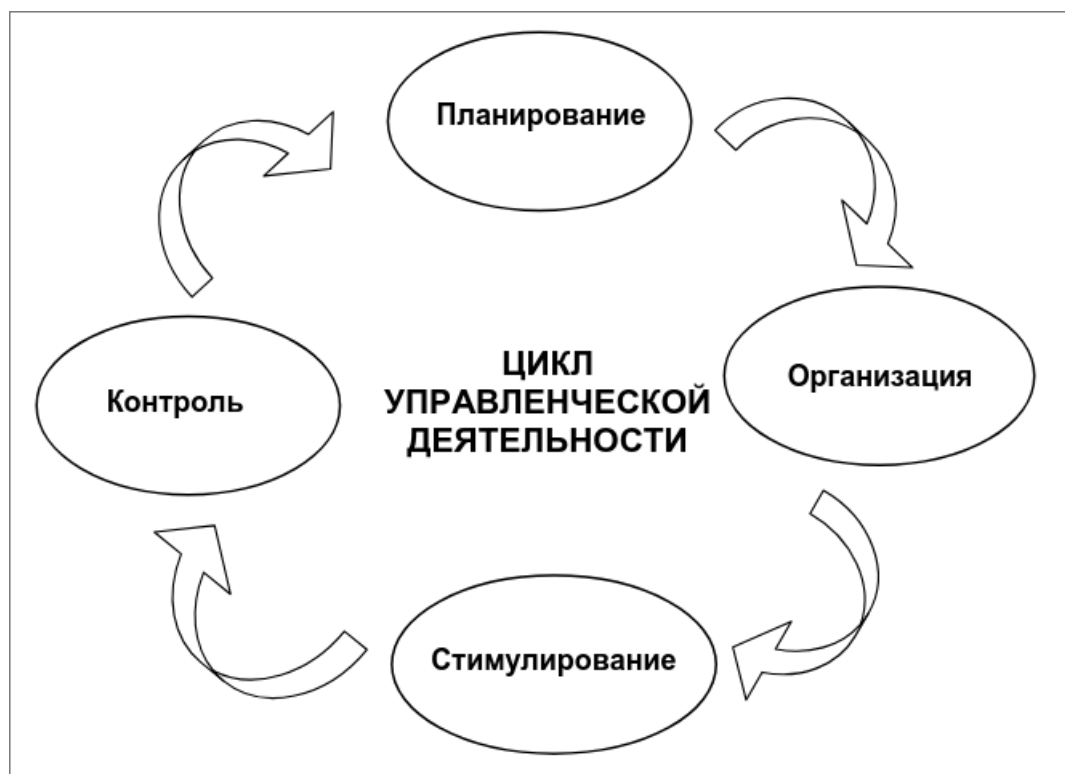 Планирование
Организация
Контроль
ЦИКЛ
УПРАВЛЕНЧЕСКОЙ
ДЕЯТЕЛЬНОСТИ
Стимулирование